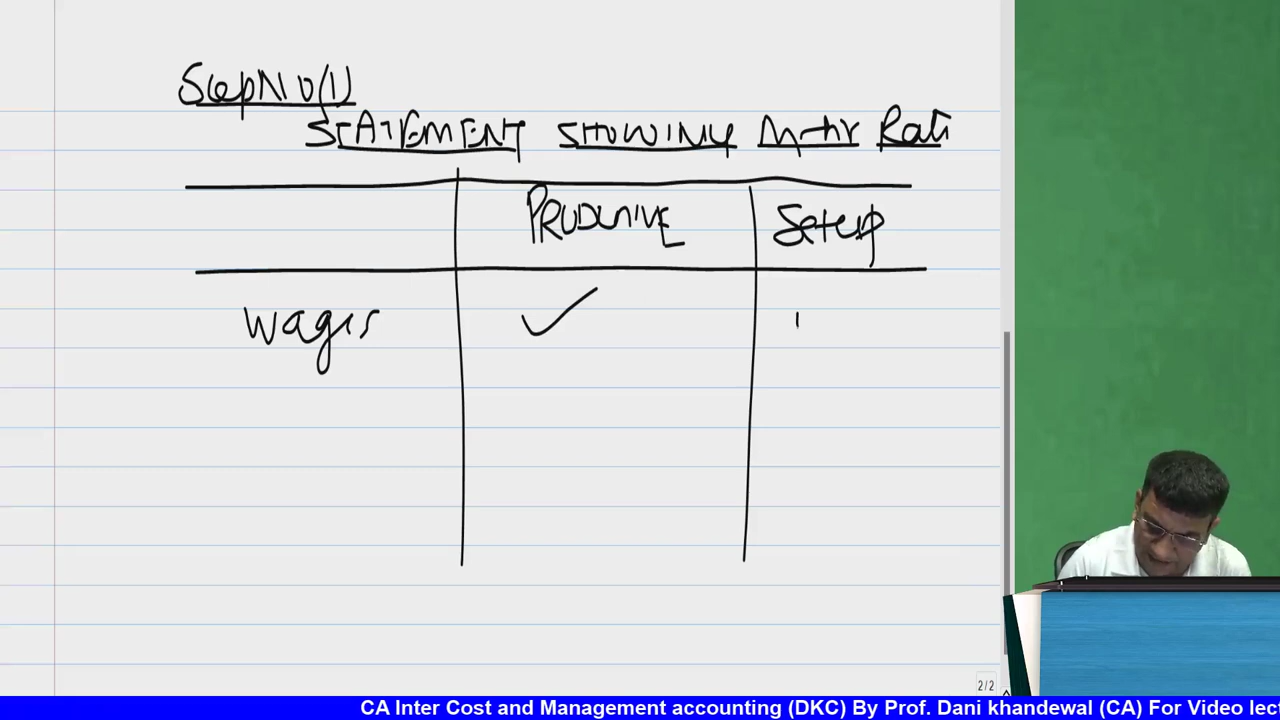 Step No(1)
STATEMENT SHOWING M/Hr Rate
PRODUCTIVE Setup
Wages
2/2
CA Inter Cost and Management accounting (DKC) By Prof. Dani khandewal (CA) For Video lect